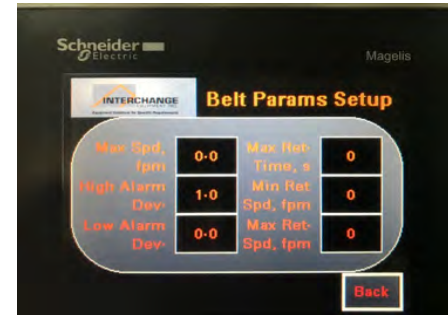 Schneider
Electric
Magelis
INTERCHANGE
Belt Params Setup
Max Spd,
fpm
0.0
Max Ret.
Time, s
0
High Alarm
Dev.
1.0
Min Ret
Spd, fpm
0
Low Alarm
Dev.
0.0
Max Ret.
Spd, fpm
0
Back